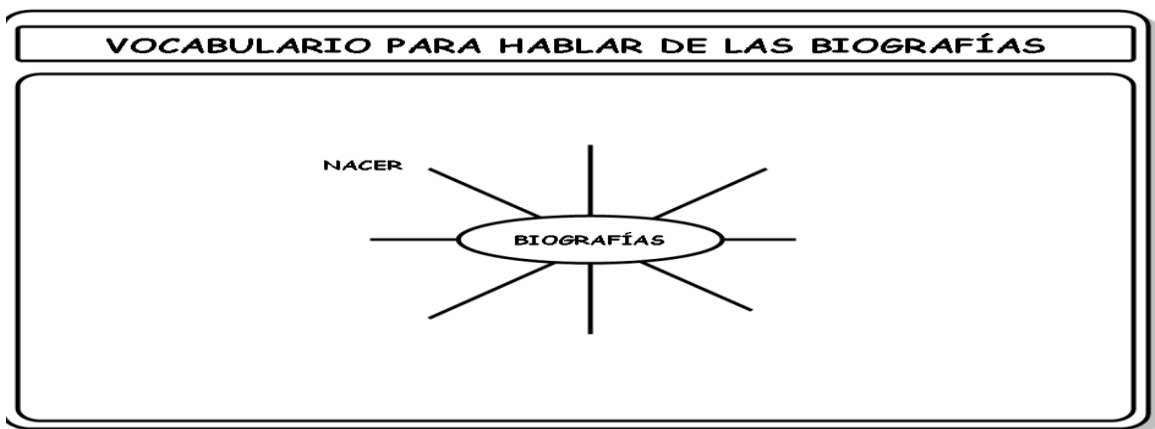 VOCABULARIO PARA HABLAR DE LAS BIOGRAFÍAS
NACER
BIOGRAFÍAS